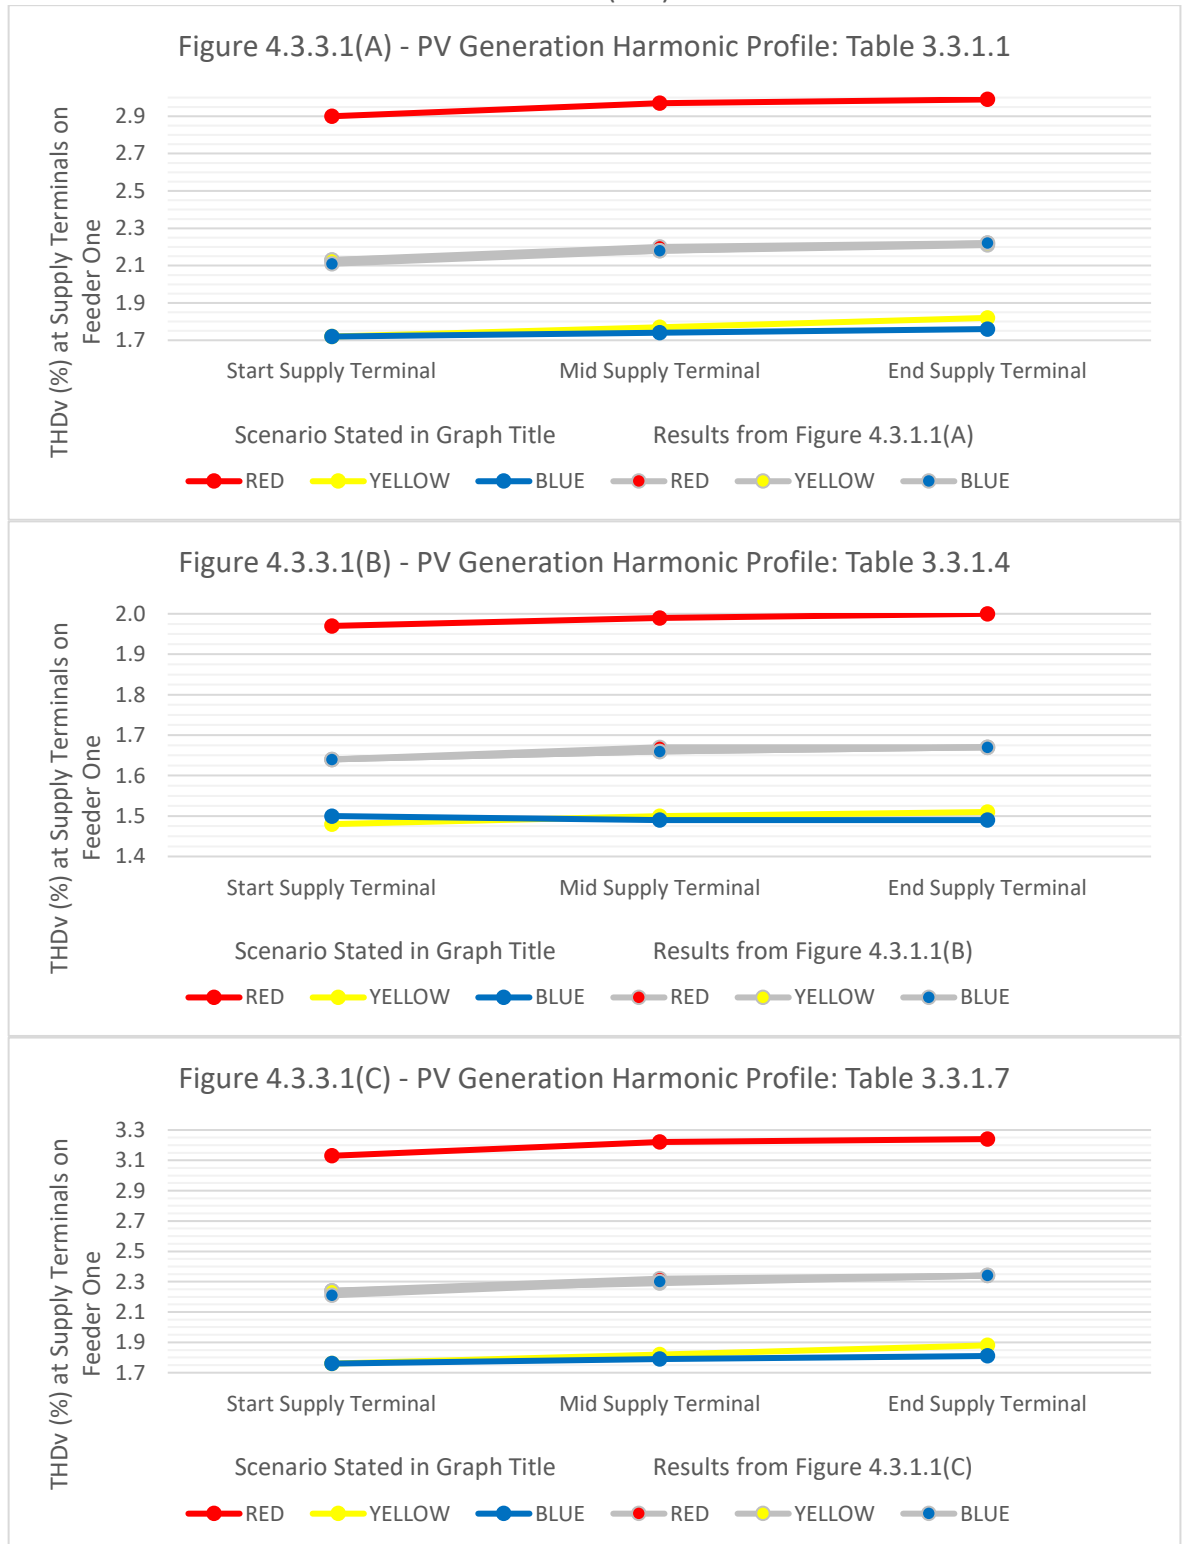 Figure 4.3.3.1(A) - PV Generation Harmonic Profile: Table 3.3.1.1
THDv (%) at Supply Terminals on
Feeder One
2.9
2.7
2.5
2.3
2.1
1.9
1.7
Start Supply Terminal Mid Supply Terminal End Supply Terminal
Scenario Stated in Graph Title Results from Figure 4.3.1.1(A)
RED YELLOW BLUE RED YELLOW BLUE
Figure 4.3.3.1(B) - PV Generation Harmonic Profile: Table 3.3.1.4
THDv (%) at Supply Terminals on
Feeder One
2.0
1.9
1.8
1.7
1.6
1.5
1.4
Start Supply Terminal Mid Supply Terminal End Supply Terminal
Scenario Stated in Graph Title Results from Figure 4.3.1.1(B)
RED YELLOW BLUE RED YELLOW BLUE
Figure 4.3.3.1(C) - PV Generation Harmonic Profile: Table 3.3.1.7
THDv (%) at Supply Terminals on
Feeder One
3.3
3.1
2.9
2.7
2.5
2.3
2.1
1.9
1.7
Start Supply Terminal Mid Supply Terminal End Supply Terminal
Scenario Stated in Graph Title Results from Figure 4.3.1.1(C)
RED YELLOW BLUE RED YELLOW BLUE